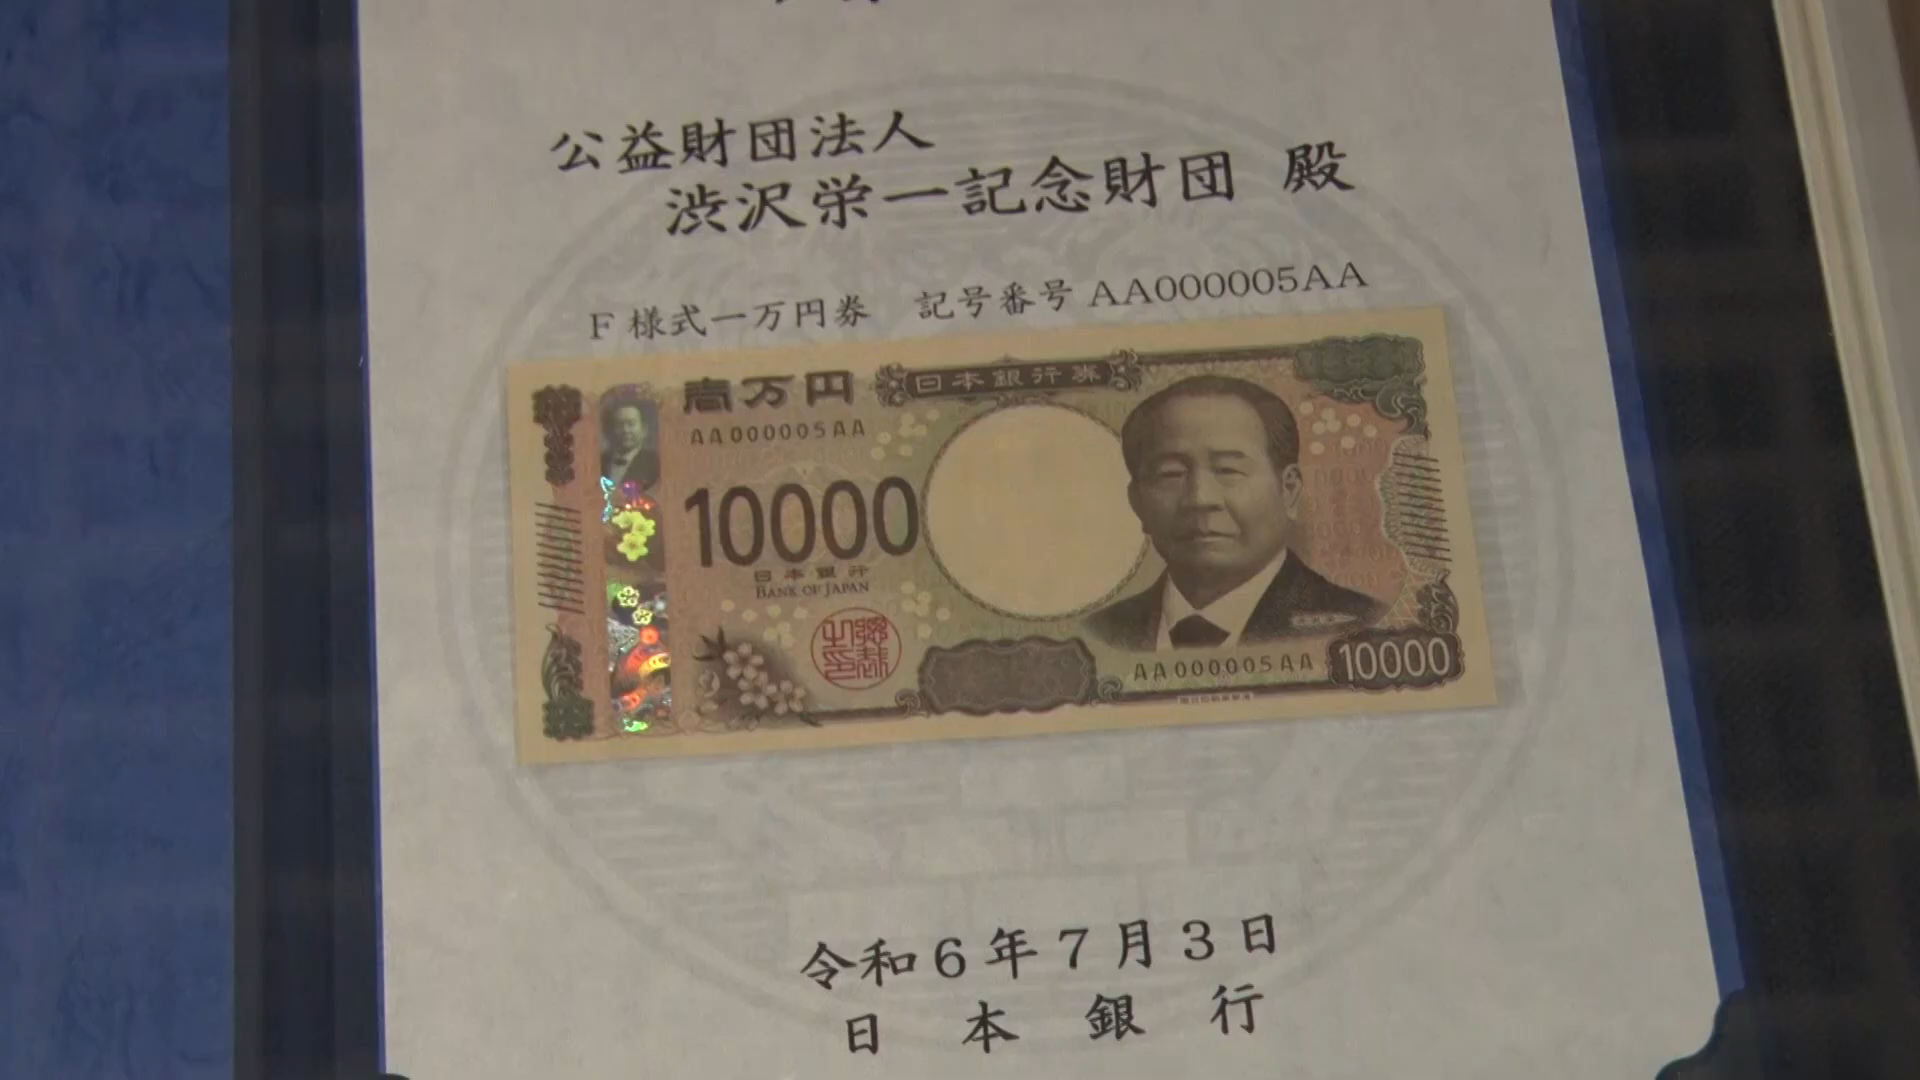 公益財団法人
渋沢栄一記念財団 殿
F様式一万円券 記号番号 AA000005AA
壱万円
日本銀行券
AA000005AA
10000
日本銀行
BANK OF JAPAN
AA000005AA
10000
令和6年7月3日
日本銀行